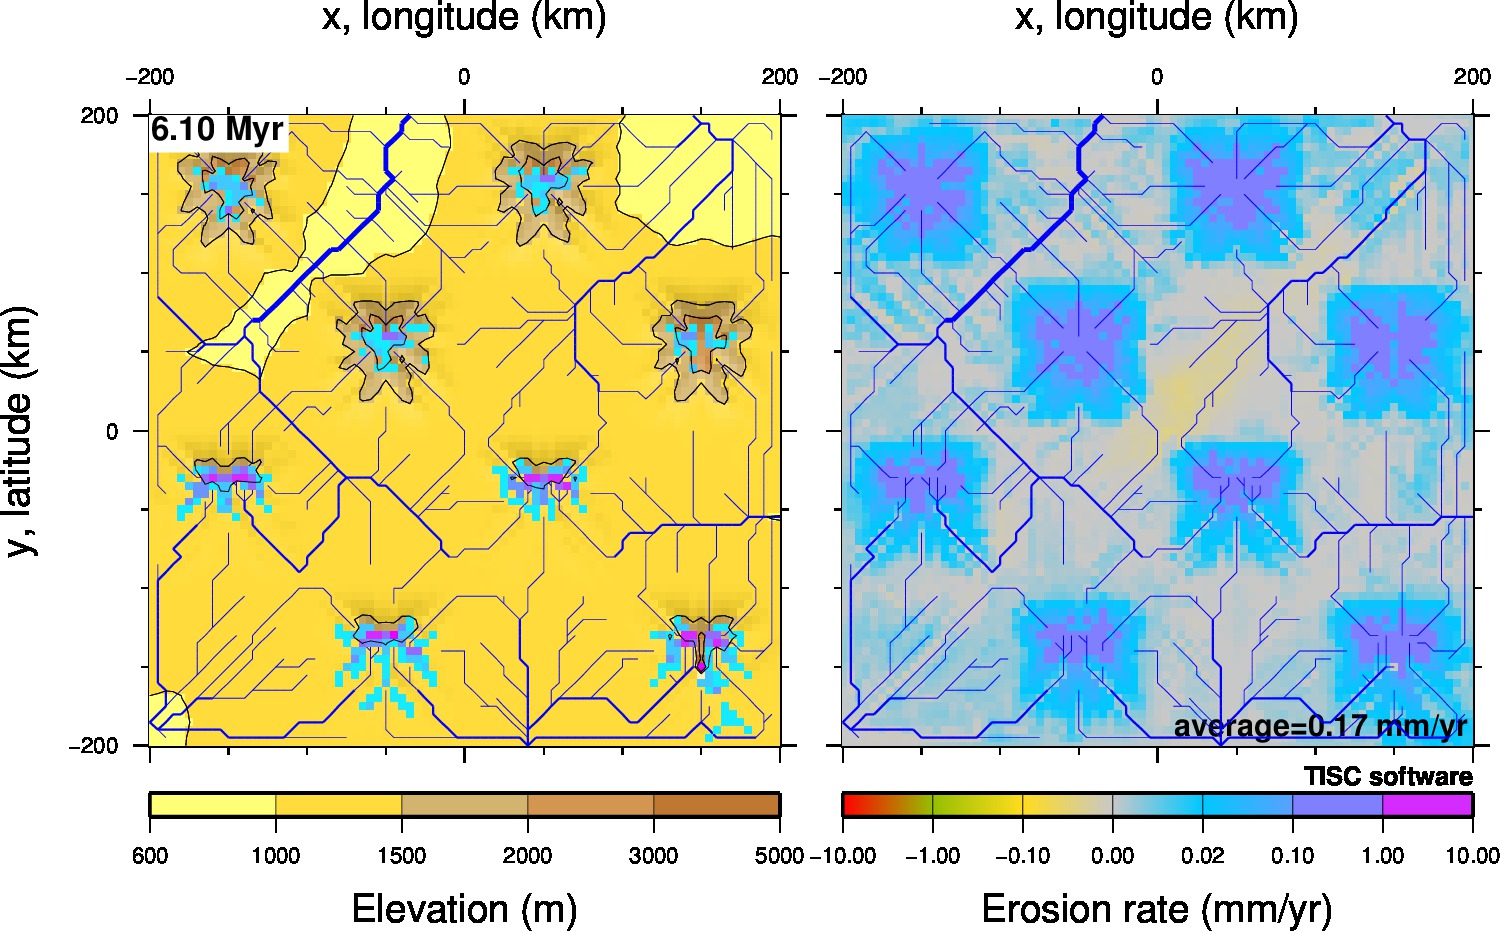 x, longitude (km)
x, longitude (km)
−200 0 200
−200 0 200
200
0
−200
y, latitude (km)
6.10 Myr
average=0.17 mm/yr
TISC software
600 1000 1500 2000 3000 5000
−10.00 −1.00 −0.10 0.00 0.02 0.10 1.00 10.00
Elevation (m)
Erosion rate (mm/yr)